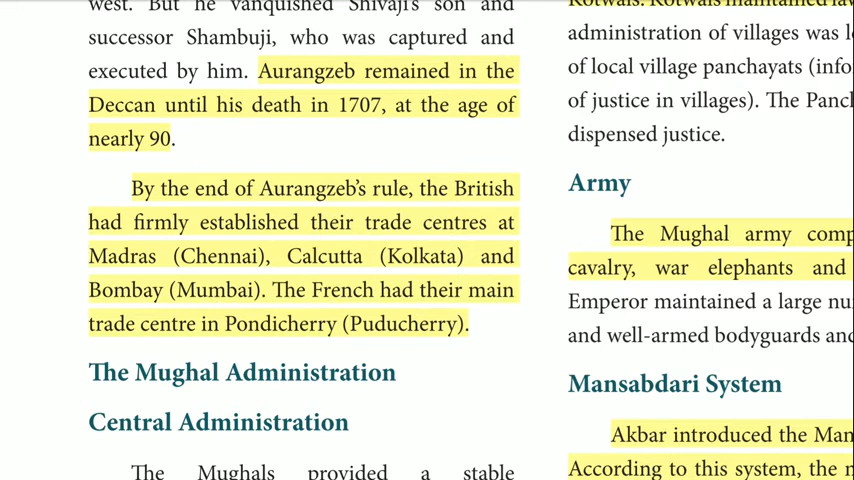 west. But he vanquished Shivaji's son and
successor Shambuji, who was captured and
executed by him. Aurangzeb remained in the
Deccan until his death in 1707, at the age of
nearly 90.
By the end of Aurangzeb's rule, the British
had firmly established their trade centres at
Madras (Chennai), Calcutta (Kolkata) and
Bombay (Mumbai). The French had their main
trade centre in Pondicherry (Puducherry).
The Mughal Administration
Central Administration
The Mughals provided a stable
Kotwals. Kotwals maintained law
administration of villages was
of local village panchayats
of justice in villages). The
dispensed justice.
Army
The Mughal army
cavalry, war elephants and
Emperor maintained a large
and well-armed bodyguards
Mansabdari System
Akbar introduced the
According to this system, the